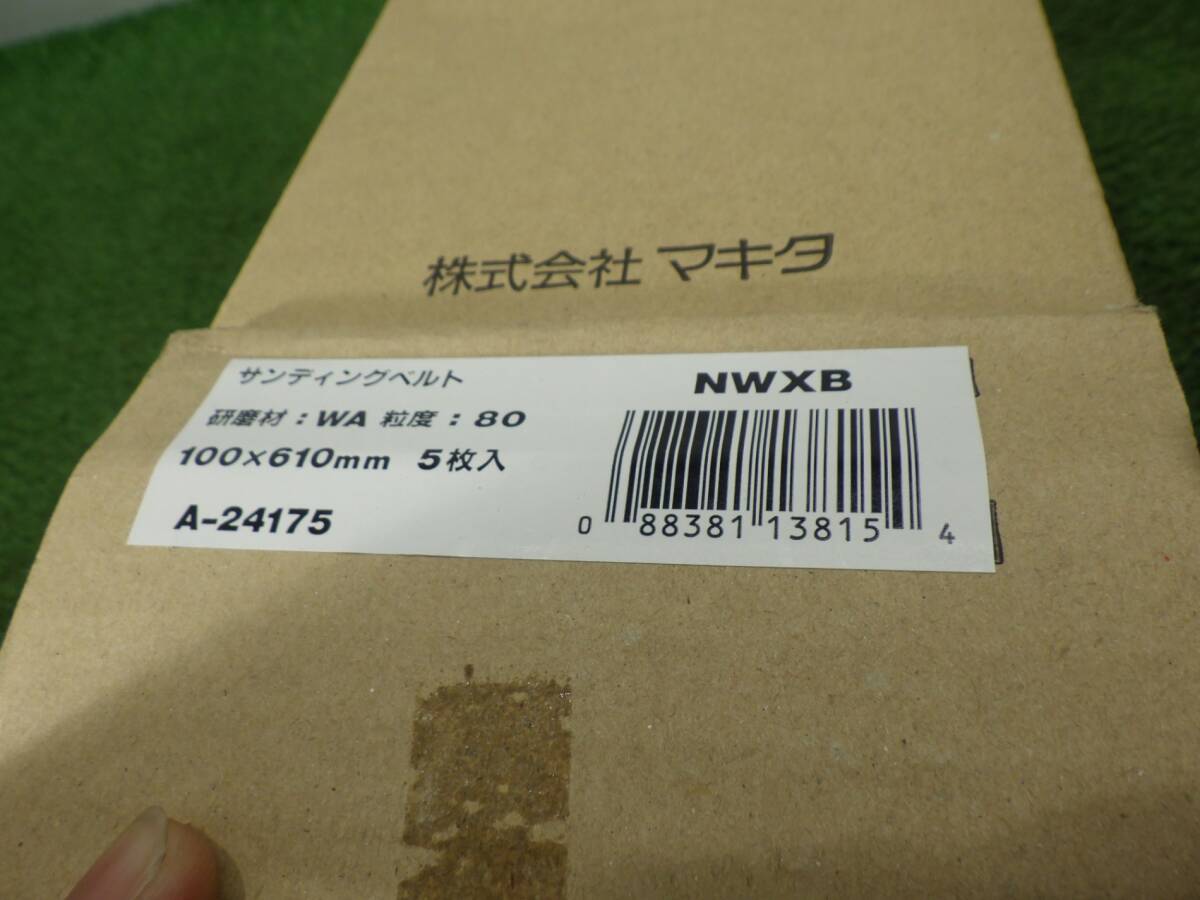 株式会社 マキタ
サンディングベルト
研磨材：WA 粒度：80
100×610mm 5枚入
A-24175
NWXB
0 88381 13815 4